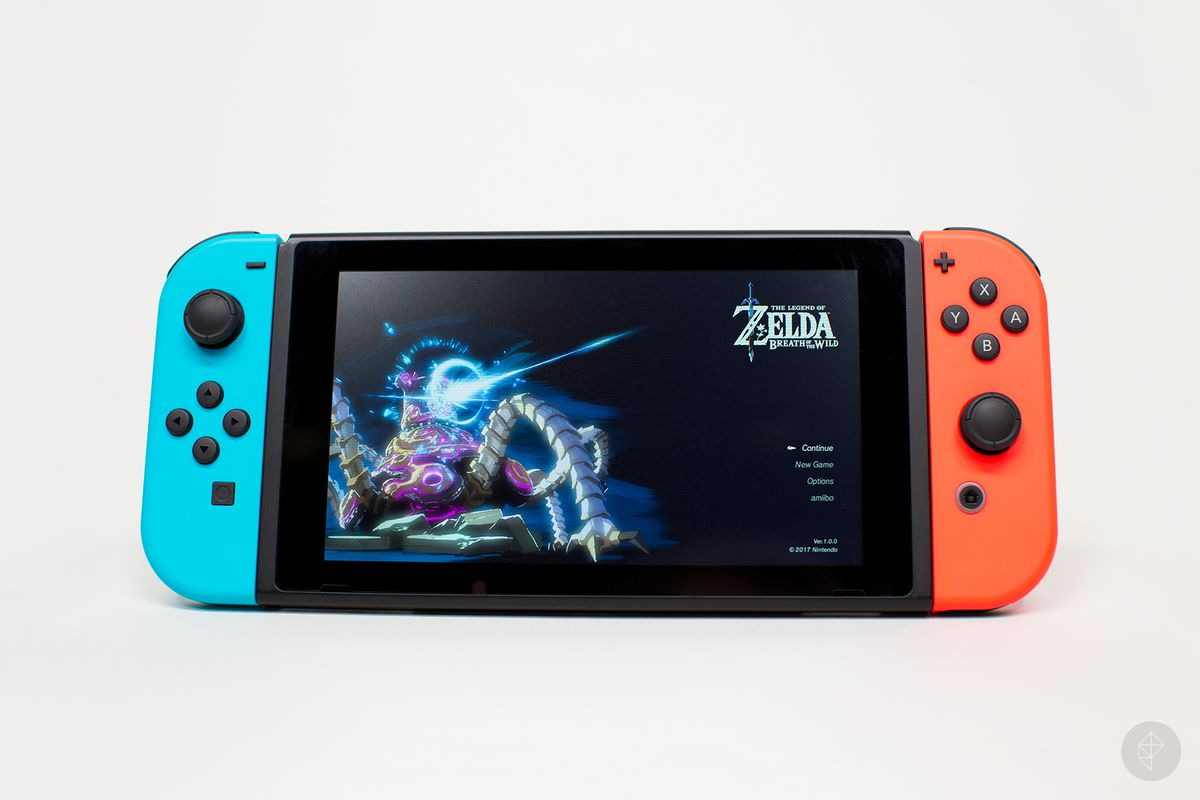 THE LEGEND OF
ZELDA
BREATH OF THE WILD
Continue
New Game
Options
amiibo
Ver.1.0.0
© 2017 Nintendo
X
Y
A
B